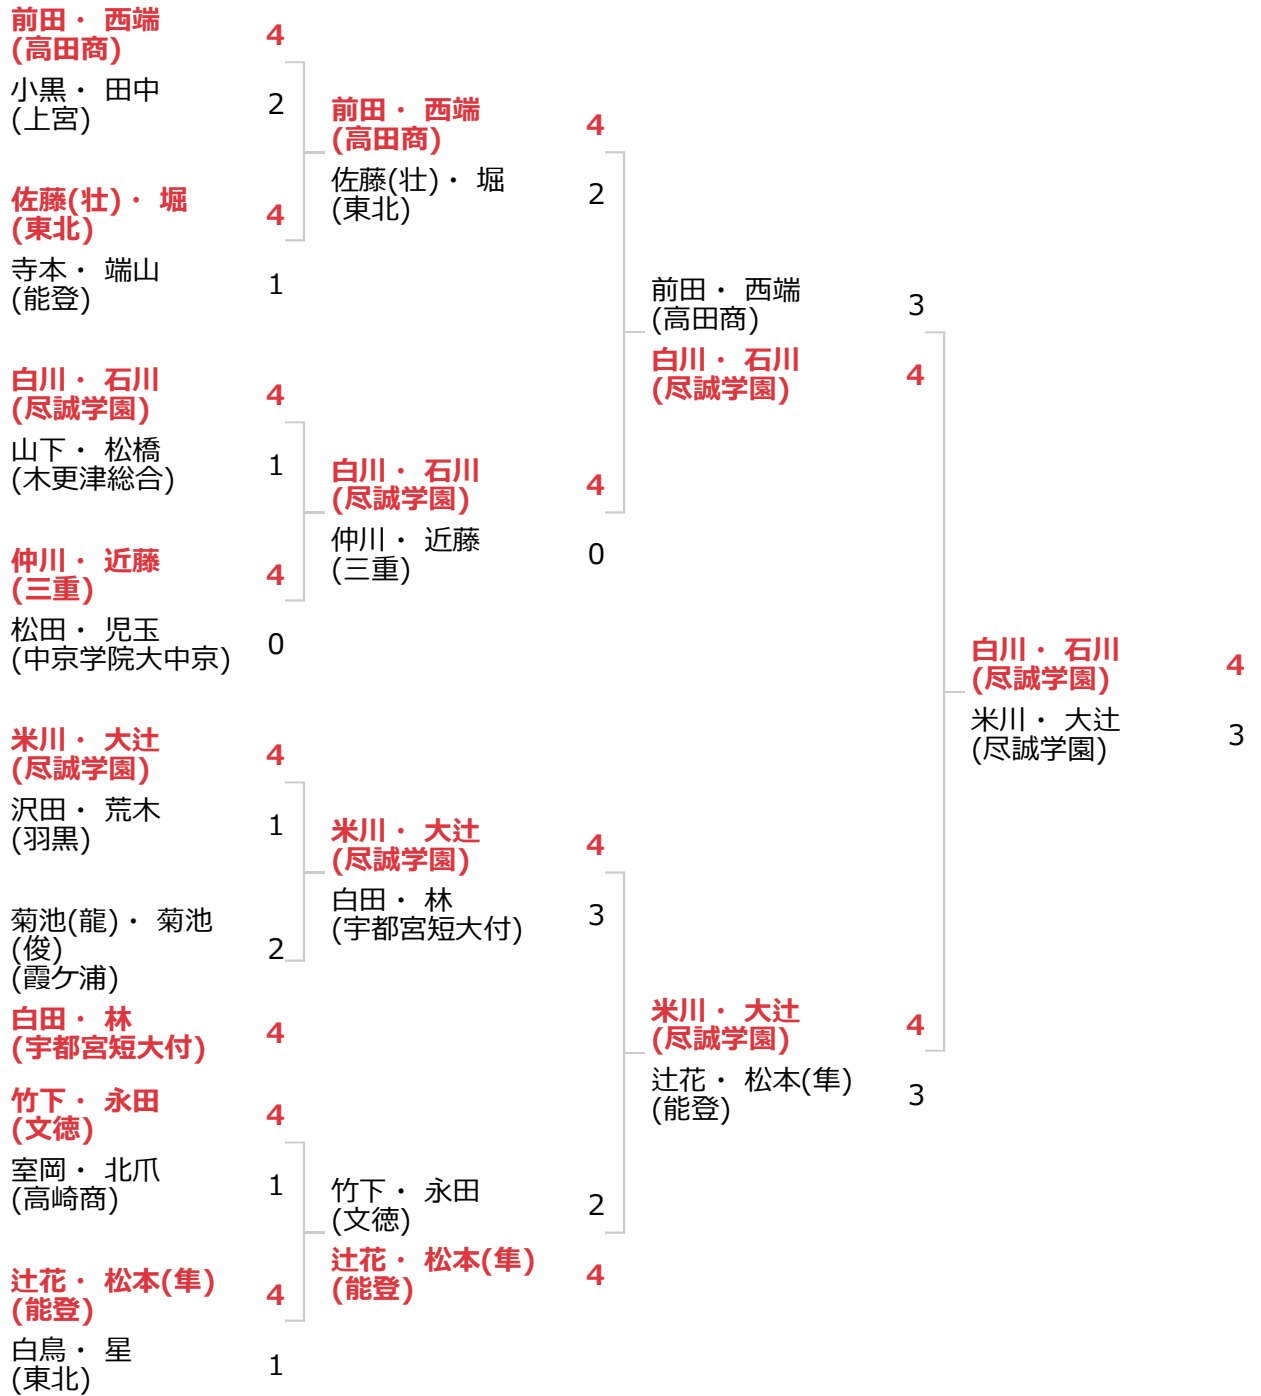 前田・ 西端
(高田商)
4
小黒・ 田中
(上宮)
2
佐藤(壮)・ 堀
(東北)
4
寺本・ 端山
(能登)
1
白川・ 石川
(尽誠学園)
4
山下・ 松橋
(木更津総合)
1
仲川・ 近藤
(三重)
4
松田・ 児玉
(中京学院大中京)
0
米川・ 大辻
(尽誠学園)
4
沢田・ 荒木
(羽黒)
1
菊池(龍)・ 菊池
(俊)
(霞ケ浦)
2
白田・ 林
(宇都宮短大付)
4
竹下・ 永田
(文徳)
4
室岡・ 北爪
(高崎商)
1
辻花・ 松本(隼)
(能登)
4
白鳥・ 星
(東北)
1
前田・ 西端
(高田商)
4
佐藤(壮)・ 堀
(東北)
2
白川・ 石川
(尽誠学園)
4
仲川・ 近藤
(三重)
0
米川・ 大辻
(尽誠学園)
4
白田・ 林
(宇都宮短大付)
3
竹下・ 永田
(文徳)
2
辻花・ 松本(隼)
(能登)
4
前田・ 西端
(高田商)
3
白川・ 石川
(尽誠学園)
4
米川・ 大辻
(尽誠学園)
4
辻花・ 松本(隼)
(能登)
3
白川・ 石川
(尽誠学園)
4
米川・ 大辻
(尽誠学園)
3